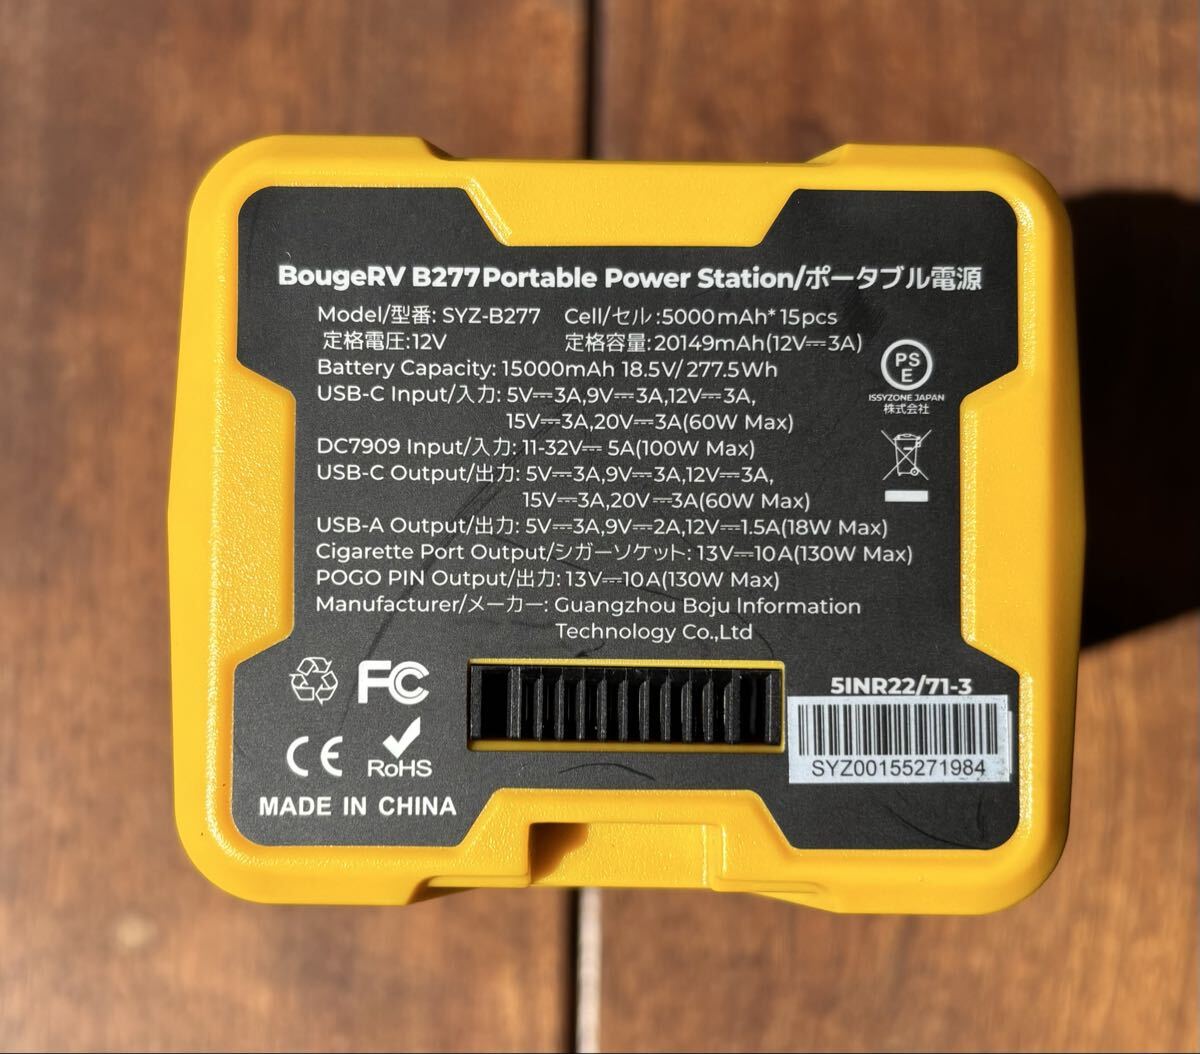 BougeRV B277 Portable Power Station/ポータブル電源
Model/型番: SYZ-B277 Cell/セル:5000mAh*15pcs
定格電圧:12V 定格容量:20149mAh(12V⎓3A)
Battery Capacity: 15000mAh 18.5V/277.5Wh
USB-C Input/入力: 5V⎓3A,9V⎓3A,12V⎓3A,
15V⎓3A,20V⎓3A(60W Max)
DC7909 Input/入力: 11-32V⎓5A(100W Max)
USB-C Output/出力: 5V⎓3A,9V⎓3A,12V⎓3A,
15V⎓3A,20V⎓3A(60W Max)
USB-A Output/出力: 5V⎓3A,9V⎓2A,12V⎓1.5A(18W Max)
Cigarette Port Output/シガーソケット: 13V⎓10A(130W Max)
POGO PIN Output/出力: 13V⎓10A(130W Max)
Manufacturer/メーカー: Guangzhou Boju Information
Technology Co.,Ltd
PS
E
ISSYZONE JAPAN
株式会社
FC
CE
RoHS
MADE IN CHINA
5INR22/71-3
SYZ00155271984